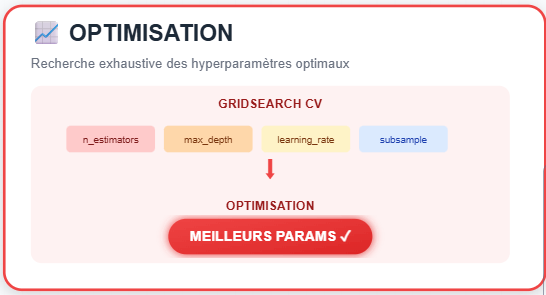 OPTIMISATION
Recherche exhaustive des hyperparamètres optimaux
GRIDSEARCH CV
n_estimators max_depth learning_rate subsample
OPTIMISATION
MEILLEURS PARAMS ✓